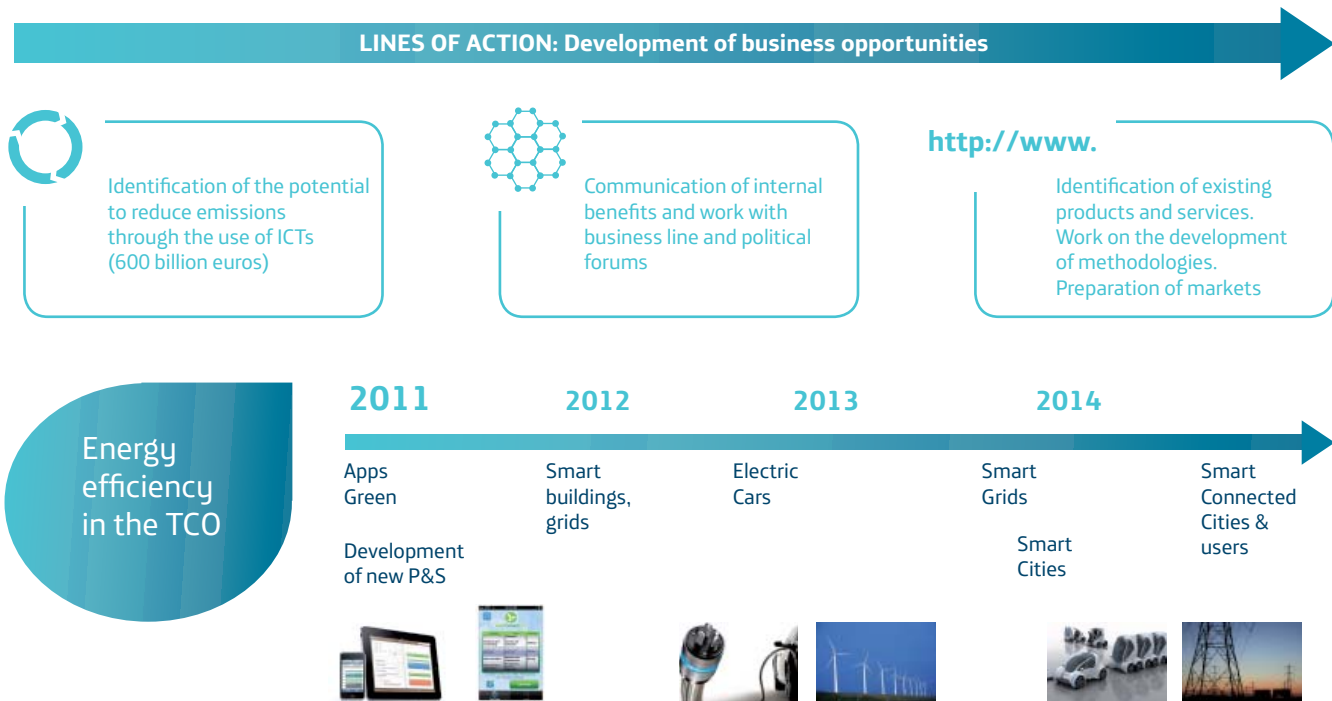 LINES OF ACTION: Development of business opportunities
Identification of the potential
to reduce emissions
through the use of ICTs
(600 billion euros)
Communication of internal
benefits and work with
business line and political
forums
http://www.
Identification of existing
products and services.
Work on the development
of methodologies.
Preparation of markets
Energy
efficiency
in the TCO
2011
2012
2013
2014
Apps
Green
Development
of new P&S
Smart
buildings,
grids
Electric
Cars
Smart
Grids
Smart
Cities
Smart
Connected
Cities &
users